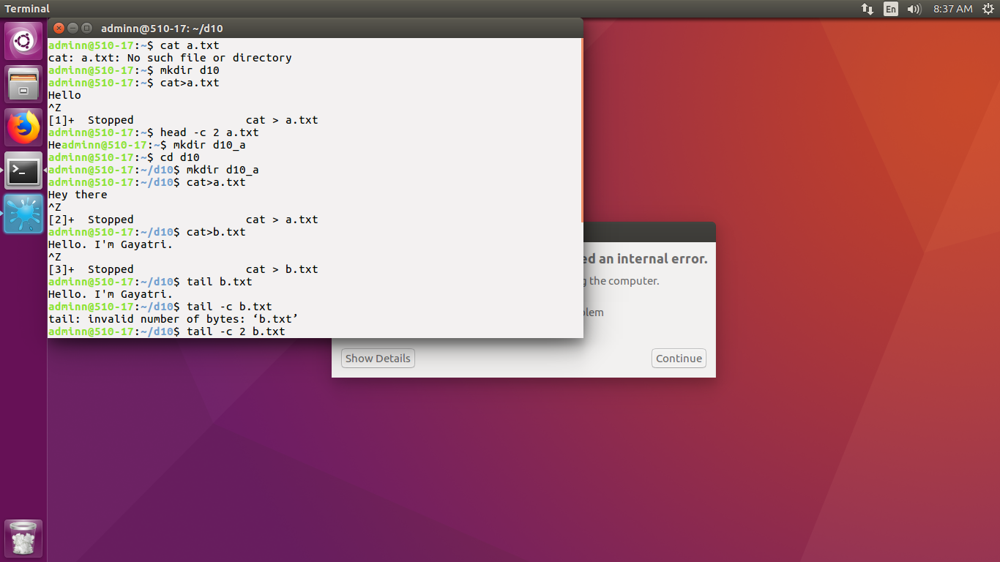 Terminal
En
8:37 AM
adminn@510-17: ~/d10
adminn@510-17:~$ cat a.txt
cat: a.txt: No such file or directory
adminn@510-17:~$ mkdir d10
adminn@510-17:~$ cat>a.txt
Hello
^Z
[1]+  Stopped                 cat > a.txt
adminn@510-17:~$ head -c 2 a.txt
Headminn@510-17:~$ mkdir d10_a
adminn@510-17:~$ cd d10
adminn@510-17:~/d10$ mkdir d10_a
adminn@510-17:~/d10$ cat>a.txt
Hey there
^Z
[2]+  Stopped                 cat > a.txt
adminn@510-17:~/d10$ cat>b.txt
Hello. I'm Gayatri.
^Z
[3]+  Stopped                 cat > b.txt
adminn@510-17:~/d10$ tail b.txt
Hello. I'm Gayatri.
adminn@510-17:~/d10$ tail -c b.txt
tail: invalid number of bytes: ‘b.txt’
adminn@510-17:~/d10$ tail -c 2 b.txt
an internal error.
the computer.
Show Details
Continue